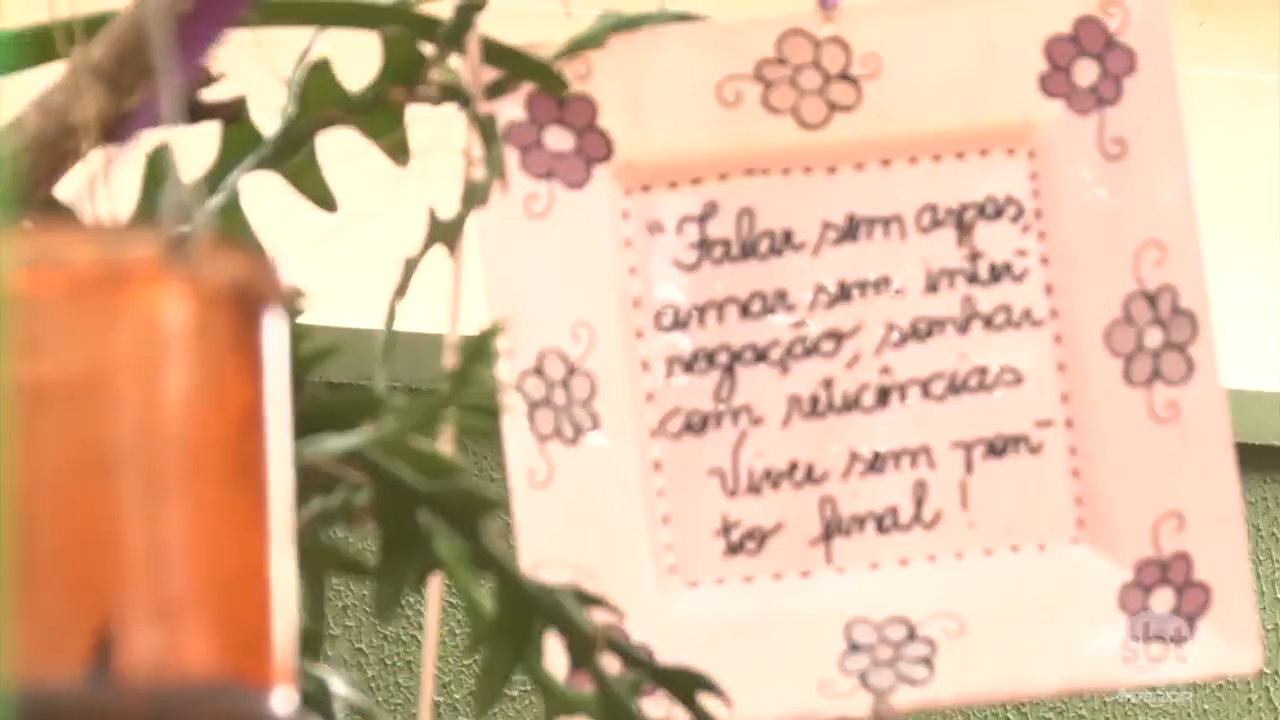 "Falar sem aspas,
amar sem inter-
rogação, sonhar
com reticências
Viver sem pon-
to final!
sbt